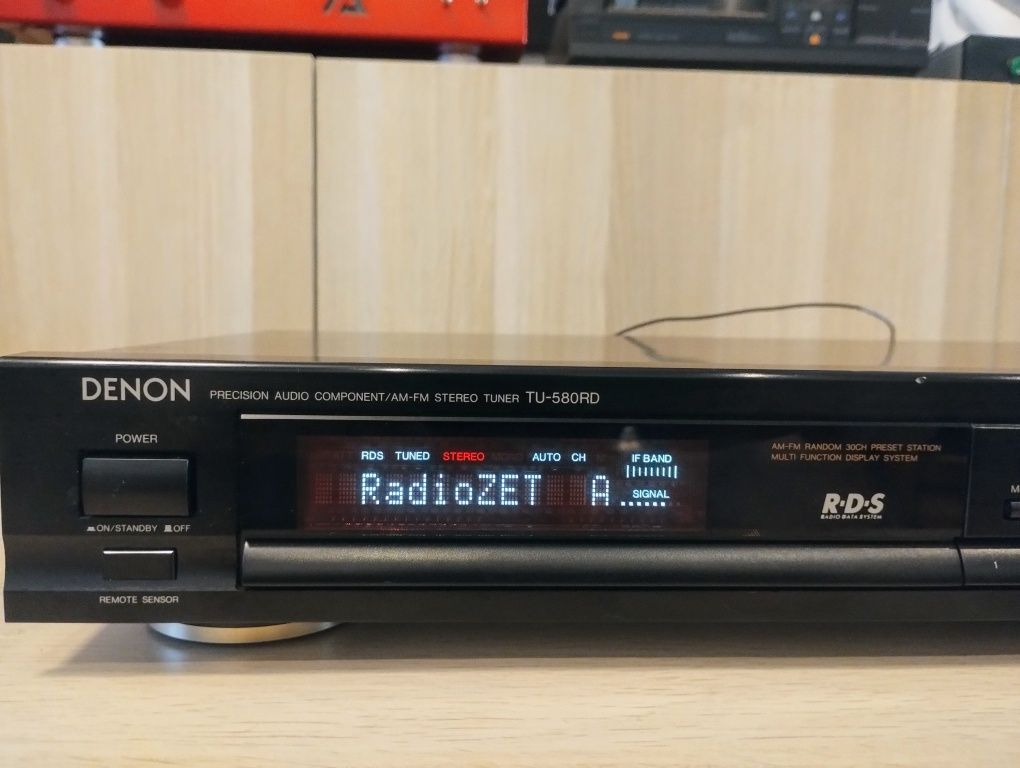 DENON PRECISION AUDIO COMPONENT/AM-FM STEREO TUNER TU-580RD
POWER
ON/STANDBY OFF
REMOTE SENSOR
RDS TUNED STEREO AUTO CH IF BAND
RadioZET A
SIGNAL
AM-FM RANDOM 30CH PRESET STATION
MULTI FUNCTION DISPLAY SYSTEM
R·D·S
RADIO DATA SYSTEM